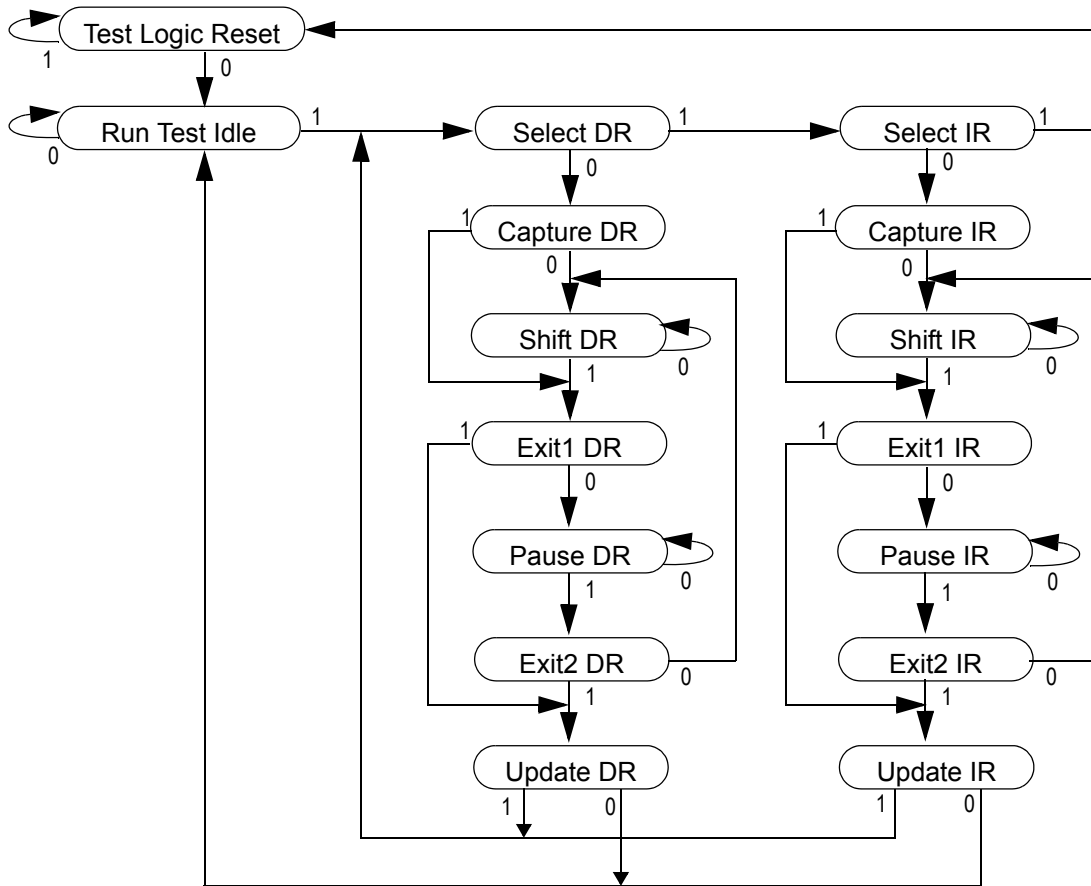 Test Logic Reset
1
0
Run Test Idle
1
0
Select DR
1
0
Select IR
1
0
1
Capture DR
0
1
Capture IR
0
Shift DR
0
1
Shift IR
0
1
1
Exit1 DR
0
1
Exit1 IR
0
Pause DR
0
1
Pause IR
0
1
Exit2 DR
0
1
Exit2 IR
0
1
Update DR
1
0
Update IR
1
0